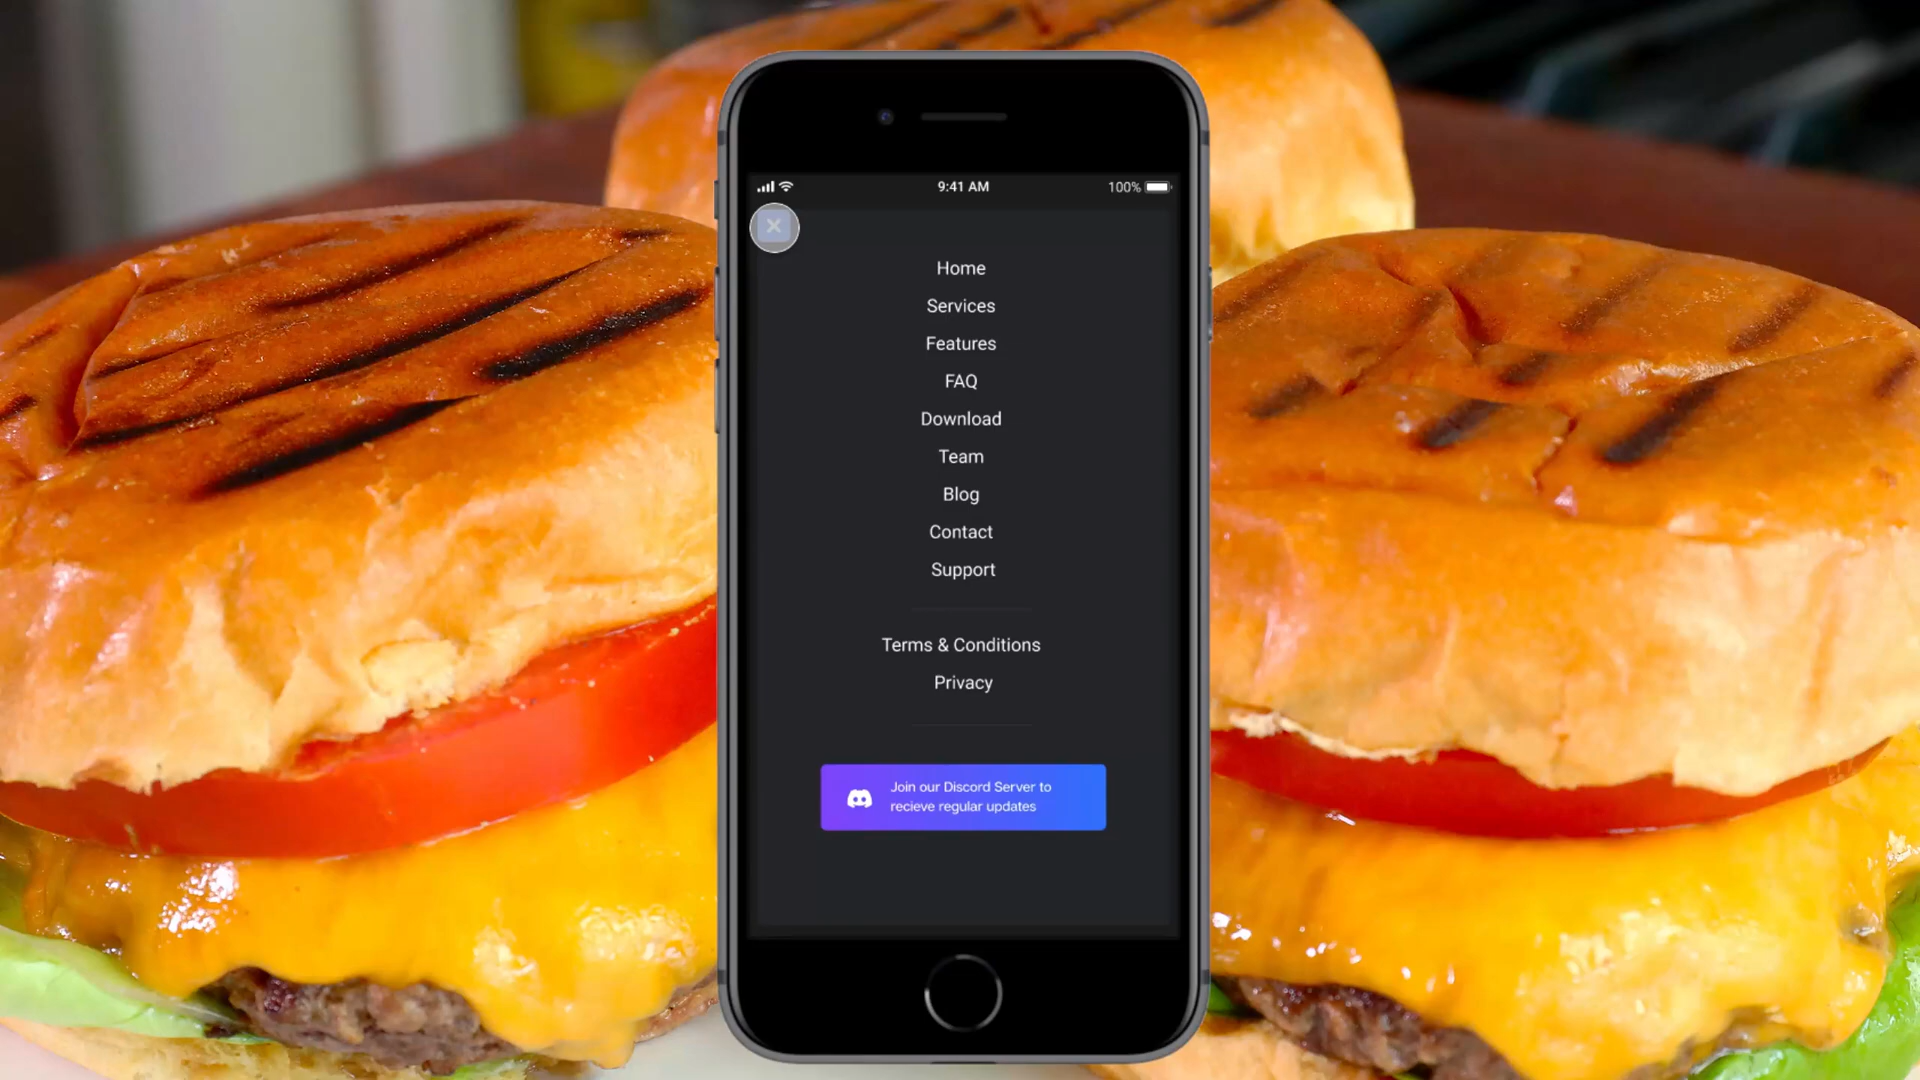 9:41 AM
100%
Home
Services
Features
FAQ
Download
Team
Blog
Contact
Support
Terms & Conditions
Privacy
Join our Discord Server to
recieve regular updates